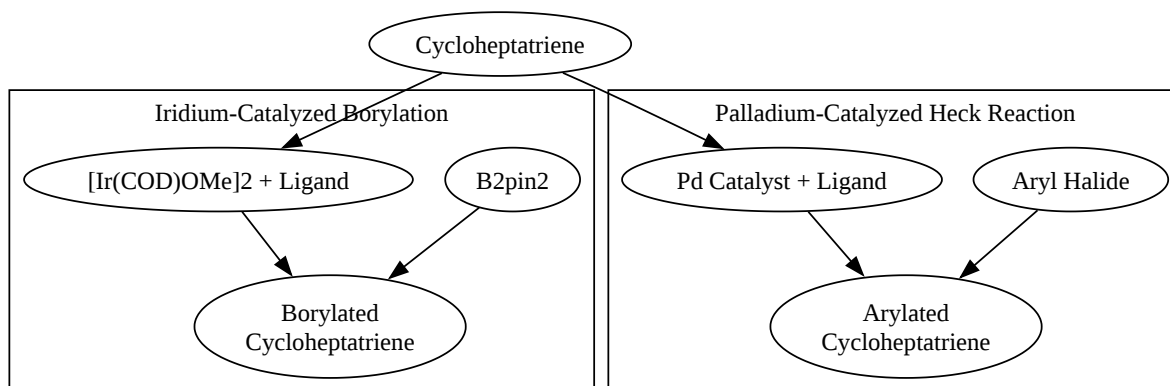 Cycloheptatriene
Iridium-Catalyzed Borylation
Palladium-Catalyzed Heck Reaction
[Ir(COD)OMe]2 + Ligand
B2pin2
Pd Catalyst + Ligand
Aryl Halide
Borylated
Cycloheptatriene
Arylated
Cycloheptatriene